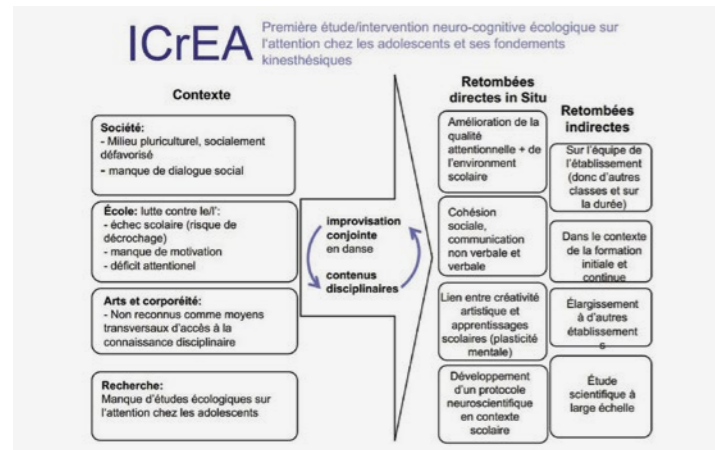 ICrEA
Première étude/intervention neuro-cognitive écologique sur
l'attention chez les adolescents et ses fondements
kinesthésiques
Contexte
Société:
- Milieu pluriculturel, socialement
défavorisé
- manque de dialogue social
École: lutte contre le/l':
- échec scolaire (risque de
décrochage)
- manque de motivation
- déficit attentionel
Arts et corporéité:
- Non reconnus comme moyens
transversaux d'accès à la
connaissance disciplinaire
Recherche:
Manque d'études écologiques sur
l'attention chez les adolescents
improvisation
conjointe
en danse
contenus
disciplinaires
Retombées
directes in Situ
Amélioration de la
qualité
attentionnelle + de
l'environment
scolaire
Cohésion
sociale,
communication
non verbale et
verbale
Lien entre créativité
artistique et
apprentissages
scolaires (plasticité
mentale)
Développement
d'un protocole
neuroscientifique
en contexte
scolaire
Retombées
indirectes
Sur l'équipe de
l'établissement
(donc d'autres
classes et sur
la durée)
Dans le contexte
de la formation
initiale et
continue
Élargissement
à d'autres
établissement
s
Étude
scientifique à
large échelle